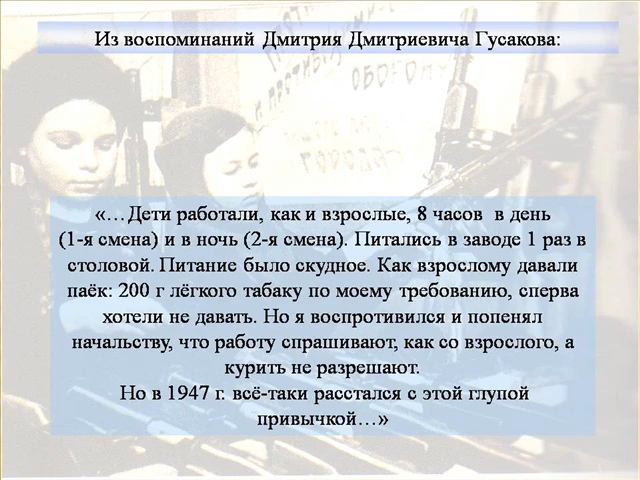 Из воспоминаний Дмитрия Дмитриевича Гусакова:
ОБОРОНУ
ГОРОДА
«…Дети работали, как и взрослые, 8 часов в день
(1-я смена) и в ночь (2-я смена). Питались в заводе 1 раз в
столовой. Питание было скудное. Как взрослому давали
паёк: 200 г лёгкого табаку по моему требованию, сперва
хотели не давать. Но я воспротивился и попенял
начальству, что работу спрашивают, как со взрослого, а
курить не разрешают.
Но в 1947 г. всё-таки расстался с этой глупой
привычкой…»